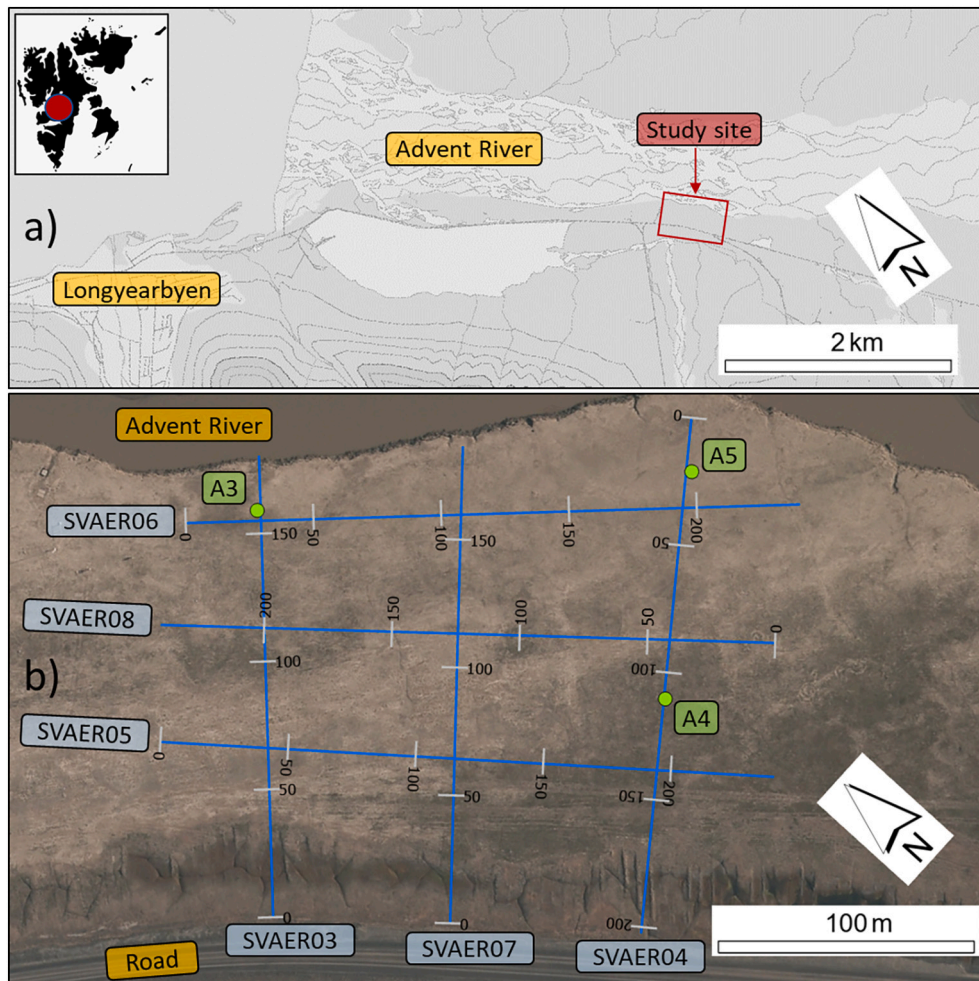 Advent River
Study site
a)
N
Longyearbyen
2 km
Advent River
0
A5
A3
SVAER06
0
150
50
100
150
150
200
50
SVAER08
200
150
100
50
0
100
100
100
b)
A4
SVAER05
0
50
50
100
50
150
150
200
N
0
0
200
100 m
SVAER03
SVAER07
SVAER04
Road